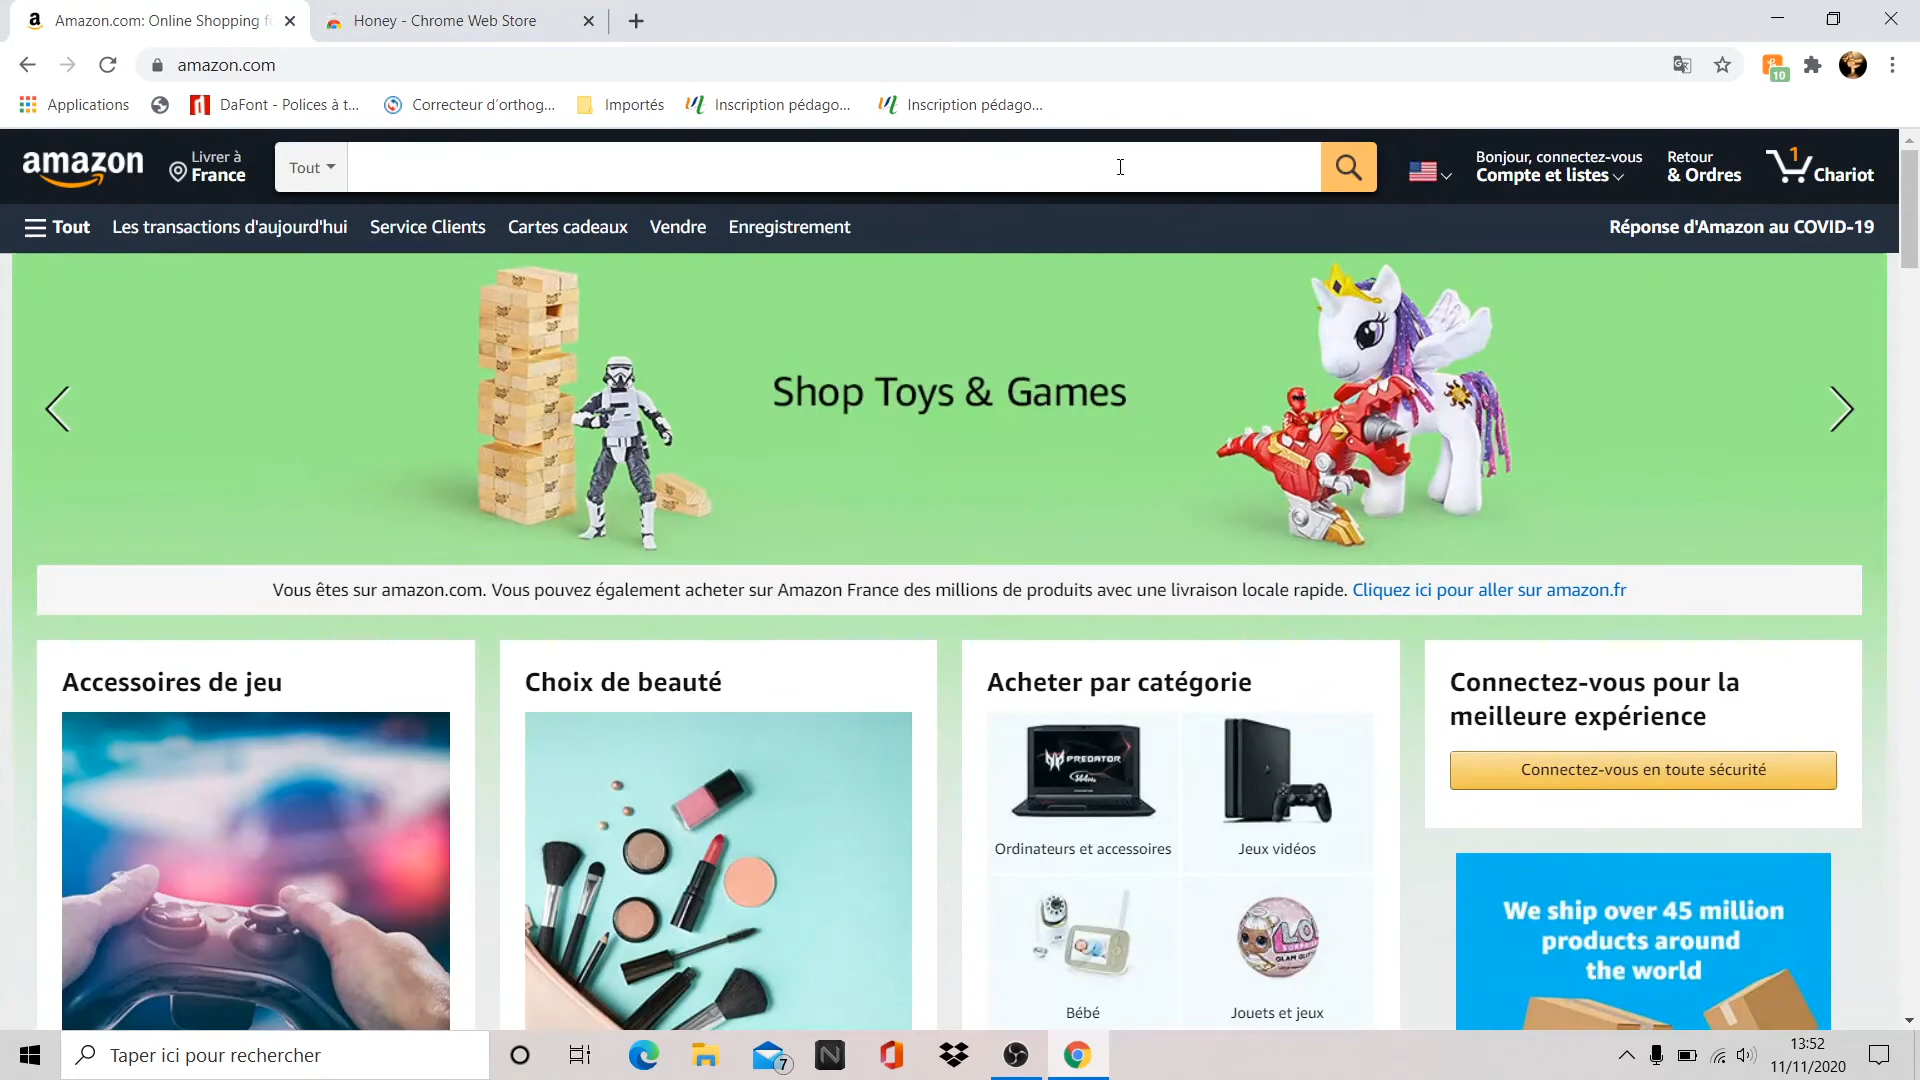 Amazon.com: Online Shopping f
Honey - Chrome Web Store
amazon.com
10
Applications
DaFont - Polices à t...
Correcteur d'orthog...
Importés
Inscription pédago...
Inscription pédago...
amazon
Livrer à
France
Tout
Bonjour, connectez-vous
Compte et listes
Retour
& Ordres
1
Chariot
Tout
Les transactions d'aujourd'hui
Service Clients
Cartes cadeaux
Vendre
Enregistrement
Réponse d'Amazon au COVID-19
Shop Toys & Games
Vous êtes sur amazon.com. Vous pouvez également acheter sur Amazon France des millions de produits avec une livraison locale rapide. Cliquez ici pour aller sur amazon.fr
Accessoires de jeu
Choix de beauté
Acheter par catégorie
PREDATOR
Ordinateurs et accessoires
Jeux vidéos
Bébé
Jouets et jeux
Connectez-vous pour la
meilleure expérience
Connectez-vous en toute sécurité
We ship over 45 million
products around
the world
Taper ici pour rechercher
7
13:52
11/11/2020